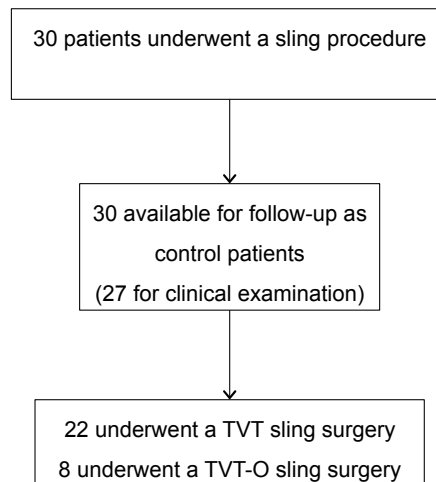 30 patients underwent a sling procedure
30 available for follow-up as
control patients
(27 for clinical examination)
22 underwent a TVT sling surgery
8 underwent a TVT-O sling surgery